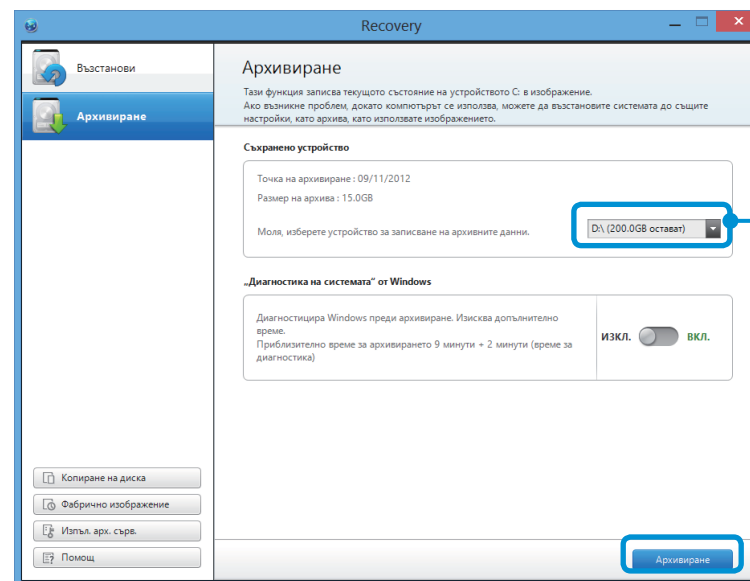 Recovery
Възстанови
Архивиране
Копиране на диска
Фабрично изображение
Изпъл. арх. сърв.
Помощ
Архивиране
Тази функция записва текущото състояние на устройството C: в изображение.
Ако възникне проблем, докато компютърът се използва, можете да възстановите системата до същите
настройки, като архива, като използвате изображението.
Съхранено устройство
Точка на архивиране : 09/11/2012
Размер на архива : 15.0GB
Моля, изберете устройство за записване на архивните данни.
D:\ (200.0GB остават)
„Диагностика на системата“ от Windows
Диагностицира Windows преди архивиране. Изисква допълнително
време.
Приблизително време за архивирането 9 минути + 2 минути (време за
диагностика)
ИЗКЛ.
ВКЛ.
Архивиране